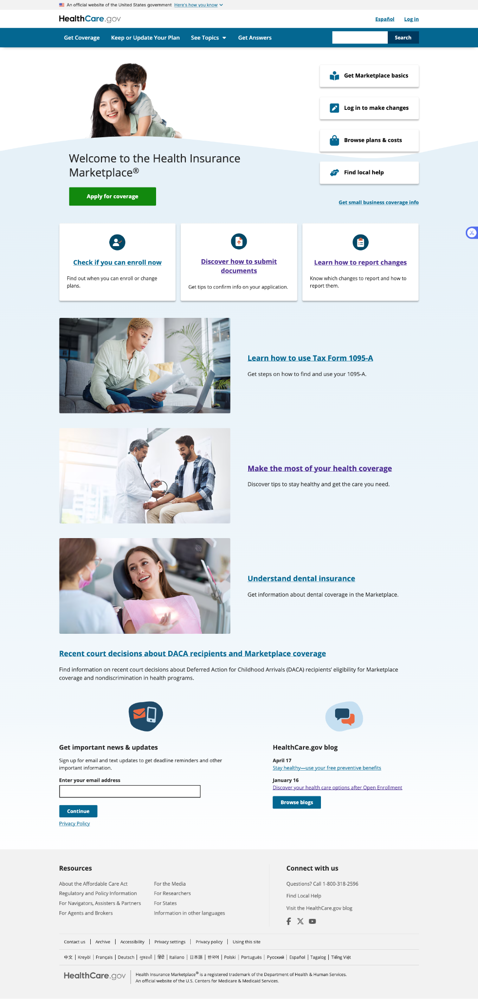 An official website of the United States government Here's how you know
HealthCare.gov
Español Log in
Get Coverage Keep or Update Your Plan See Topics Get Answers Search
Get Marketplace basics
Log in to make changes
Browse plans & costs
Find local help
Get small business coverage info
Welcome to the Health Insurance
Marketplace®
Apply for coverage
Check if you can enroll now
Find out when you can enroll or change
plans.
Discover how to submit
documents
Get tips to confirm info on your application.
Learn how to report changes
Know which changes to report and how to
report them.
Learn how to use Tax Form 1095-A
Get steps on how to find and use your 1095-A.
Make the most of your health coverage
Discover tips to stay healthy and get the care you need.
Understand dental insurance
Get information about dental coverage in the Marketplace.
Recent court decisions about DACA recipients and Marketplace coverage
Find information on recent court decisions about Deferred Action for Childhood Arrivals (DACA) recipients’ eligibility for Marketplace
coverage and nondiscrimination in health programs.
Get important news & updates
Sign up for email and text updates to get deadline reminders and other
important information.
Enter your email address
Continue
Privacy Policy
HealthCare.gov blog
April 17
Stay healthy—use your free preventive benefits
January 16
Discover your health care options after Open Enrollment
Browse blogs
Resources
About the Affordable Care Act
Regulatory and Policy Information
For Navigators, Assisters & Partners
For Agents and Brokers
For the Media
For Researchers
For States
Information in other languages
Connect with us
Questions? Call 1-800-318-2596
Find Local Help
Visit the HealthCare.gov blog
Contact us | Archive | Accessibility | Privacy settings | Privacy policy | Using this site
中文 | Kreyòl | Français | Deutsch | ગુજરાતી | हिंदी | Italiano | 日本語 | 한국어 | Polski | Português | Русский | Español | Tagalog | Tiếng Việt
HealthCare.gov
Health Insurance Marketplace® is a registered trademark of the Department of Health & Human Services.
An official website of the U.S. Centers for Medicare & Medicaid Services.